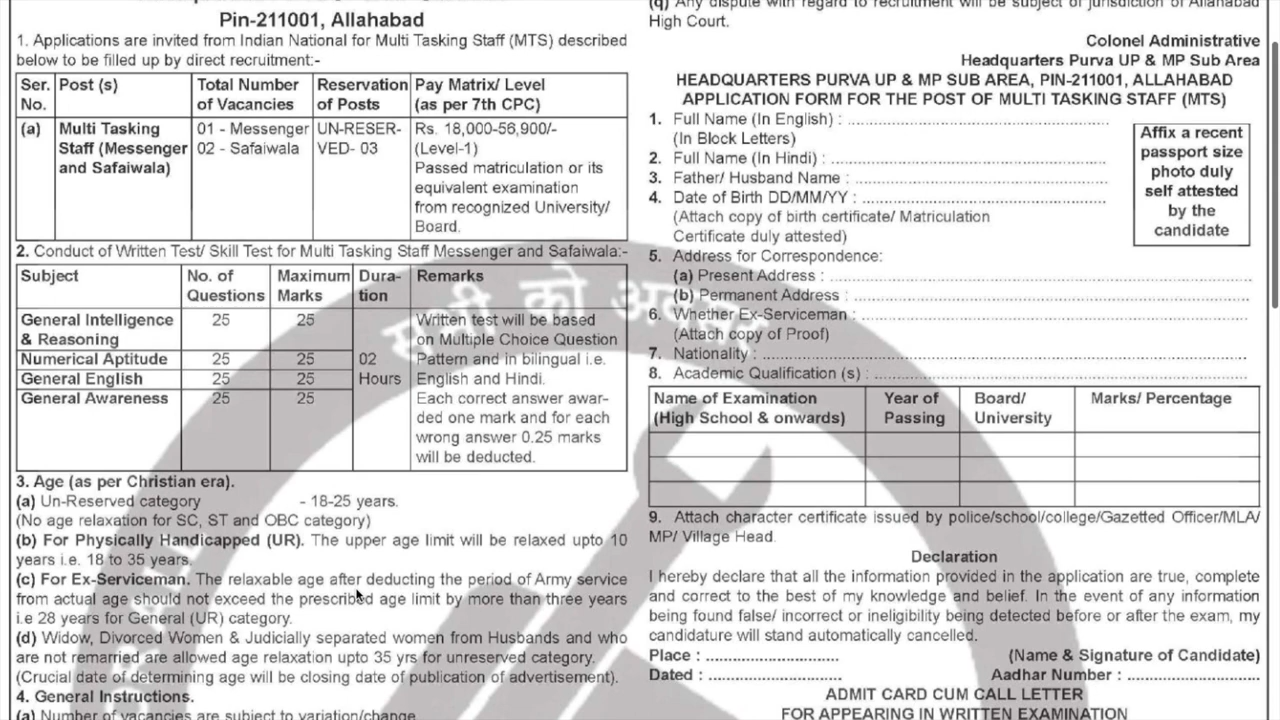 Pin-211001, Allahabad
1. Applications are invited from Indian National for Multi Tasking Staff (MTS) described
below to be filled up by direct recruitment:-
Ser. No. Post (s) Total Number of Vacancies Reservation of Posts Pay Matrix/ Level (as per 7th CPC)
(a) Multi Tasking Staff (Messenger and Safaiwala) 01 - Messenger 02 - Safaiwala UN-RESER-VED- 03 Rs. 18,000-56,900/-
(Level-1)
Passed matriculation or its
equivalent examination
from recognized University/
Board.
2. Conduct of Written Test/ Skill Test for Multi Tasking Staff Messenger and Safaiwala:-
Subject No. of Questions Maximum Marks Dura-tion Remarks
General Intelligence & Reasoning 25 25
Numerical Aptitude 25 25 02
General English 25 25 Hours
General Awareness 25 25
Written test will be based
on Multiple Choice Question
Pattern and in bilingual i.e.
English and Hindi.
Each correct answer awar-
ded one mark and for each
wrong answer 0.25 marks
will be deducted.
3. Age (as per Christian era).
(a) Un-Reserved category - 18-25 years.
(No age relaxation for SC, ST and OBC category)
(b) For Physically Handicapped (UR). The upper age limit will be relaxed upto 10
years i.e. 18 to 35 years.
(c) For Ex-Serviceman. The relaxable age after deducting the period of Army service
from actual age should not exceed the prescribed age limit by more than three years
i.e 28 years for General (UR) category.
(d) Widow, Divorced Women & Judicially separated women from Husbands and who
are not remarried are allowed age relaxation upto 35 yrs for unreserved category.
(Crucial date of determining age will be closing date of publication of advertisement).
4. General Instructions.
(a) Number of vacancies are subject to variation/change.
(q) Any dispute with regard to recruitment will be subject of jurisdiction of Allahabad
High Court.
Colonel Administrative
Headquarters Purva UP & MP Sub Area
HEADQUARTERS PURVA UP & MP SUB AREA, PIN-211001, ALLAHABAD
APPLICATION FORM FOR THE POST OF MULTI TASKING STAFF (MTS)
1. Full Name (In English) :
(In Block Letters)
2. Full Name (In Hindi) :
3. Father/ Husband Name :
4. Date of Birth DD/MM/YY :
(Attach copy of birth certificate/ Matriculation
Certificate duly attested)
Affix a recent
passport size
photo duly
self attested
by the
candidate
5. Address for Correspondence:
(a) Present Address :
(b) Permanent Address :
6. Whether Ex-Serviceman :
(Attach copy of Proof)
7. Nationality :
8. Academic Qualification (s) :
Name of Examination (High School & onwards) Year of Passing Board/ University Marks/ Percentage
9. Attach character certificate issued by police/school/college/Gazetted Officer/MLA/
MP/ Village Head.
Declaration
I hereby declare that all the information provided in the application are true, complete
and correct to the best of my knowledge and belief. In the event of any information
being found false/ incorrect or ineligibility being detected before or after the exam, my
candidature will stand automatically cancelled.
Place : (Name & Signature of Candidate)
Dated : Aadhar Number :
ADMIT CARD CUM CALL LETTER
FOR APPEARING IN WRITTEN EXAMINATION
सभी को अवसर